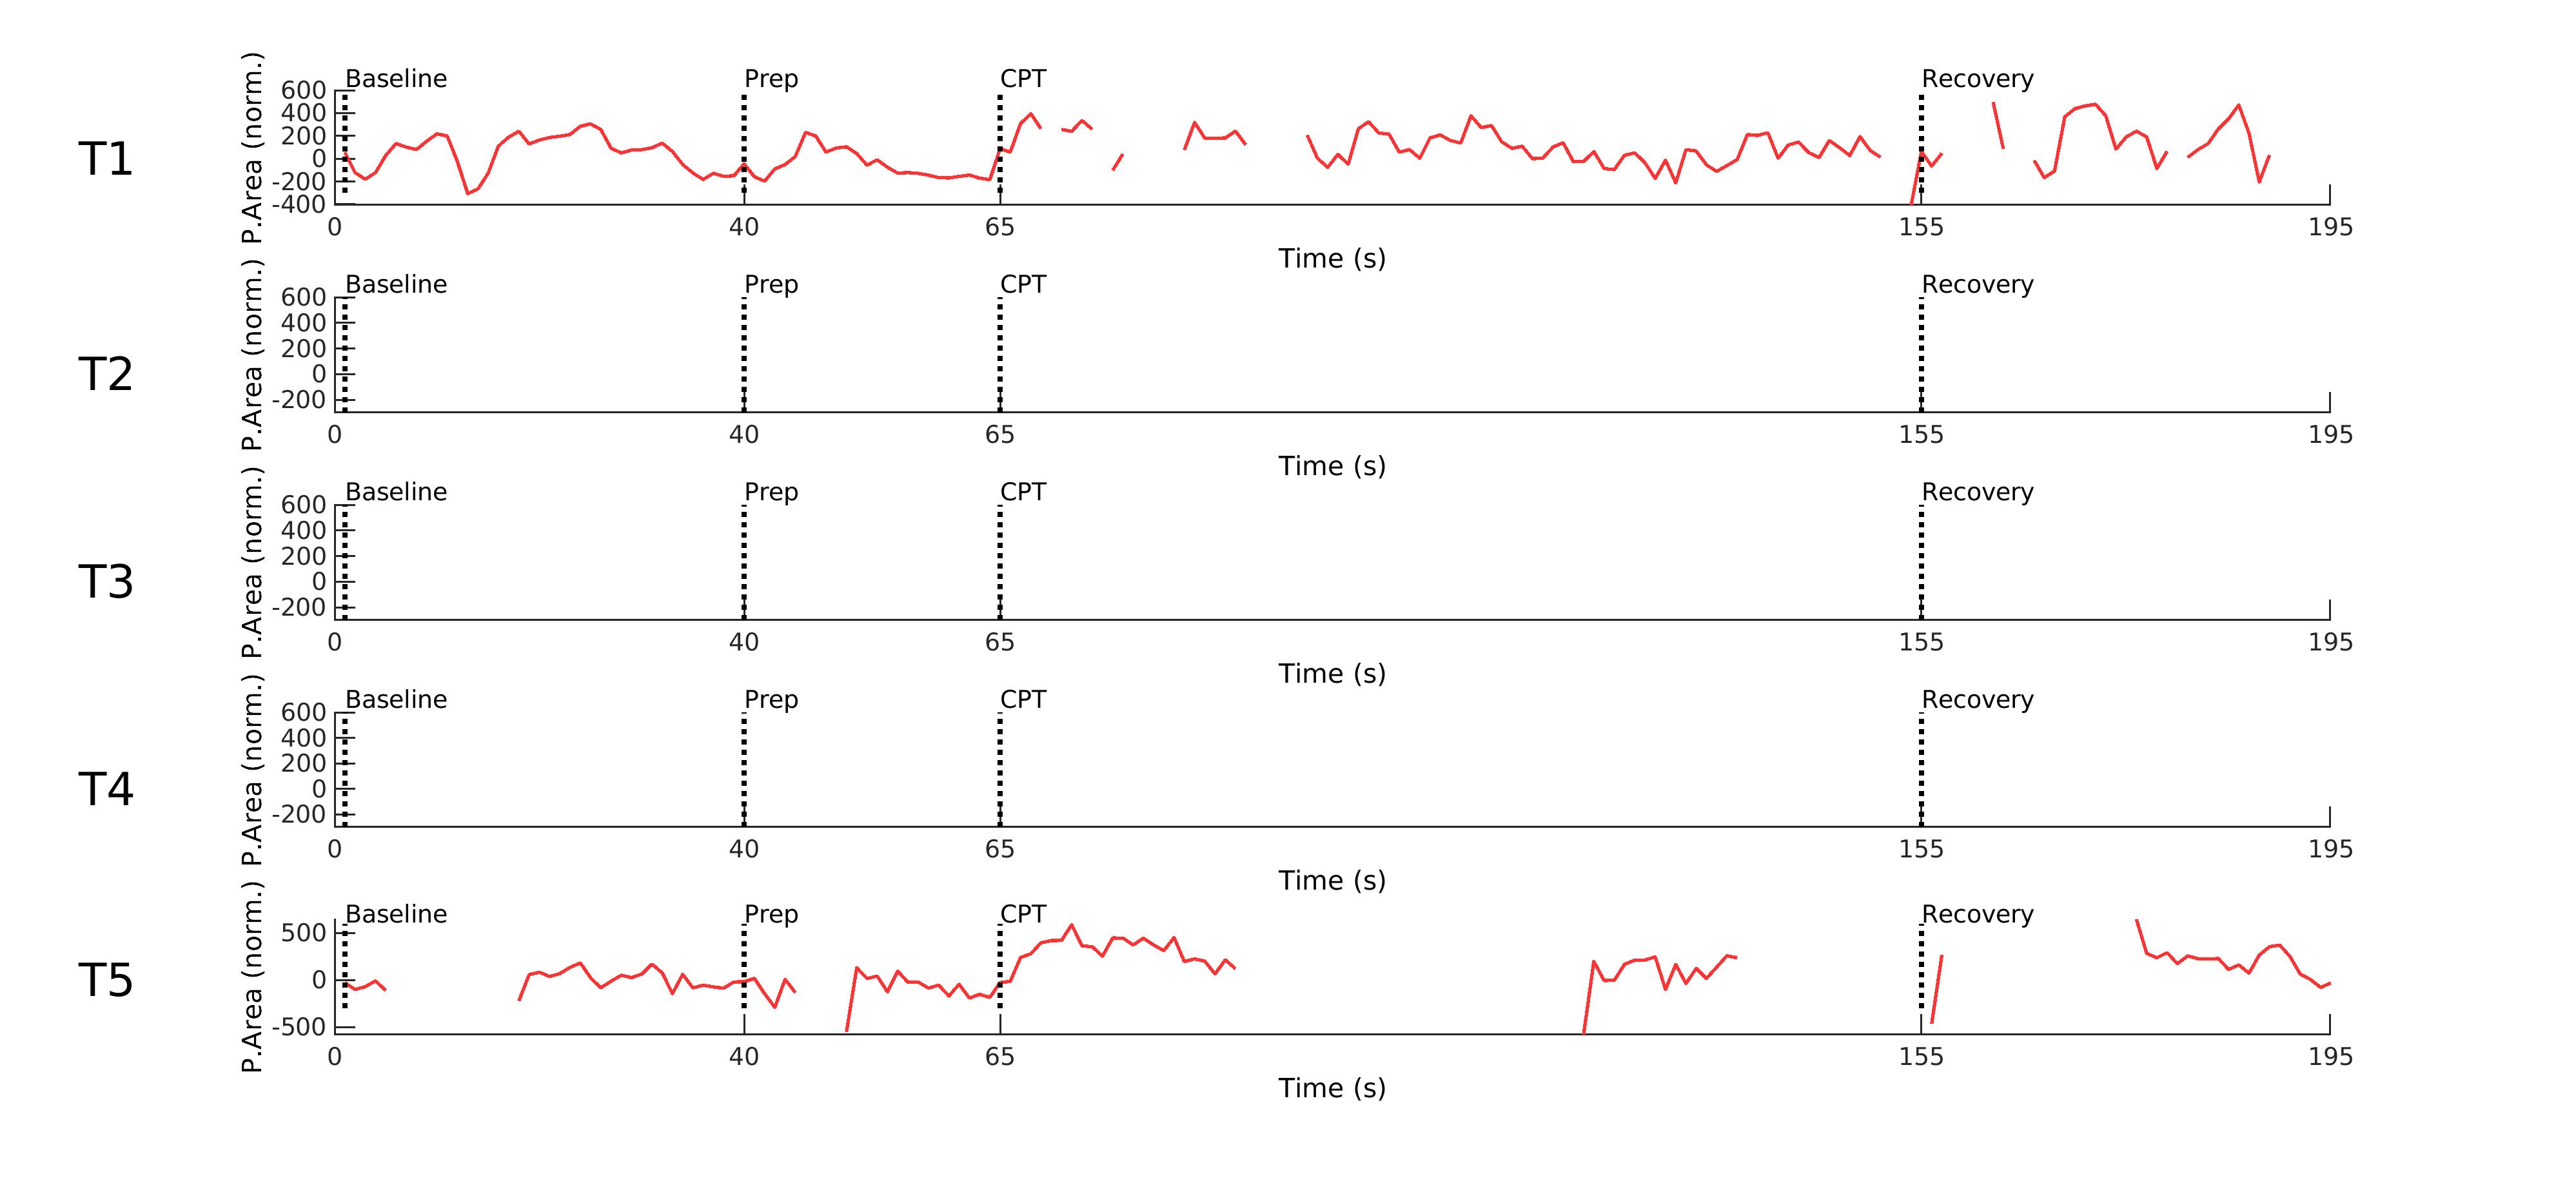 T1
P.Area (norm.)
600
400
200
0
-200
-400
Baseline
Prep
CPT
Recovery
0
40
65
155
195
Time (s)
T2
P.Area (norm.)
600
400
200
0
-200
Baseline
Prep
CPT
Recovery
0
40
65
155
195
Time (s)
T3
P.Area (norm.)
600
400
200
0
-200
Baseline
Prep
CPT
Recovery
0
40
65
155
195
Time (s)
T4
P.Area (norm.)
600
400
200
0
-200
Baseline
Prep
CPT
Recovery
0
40
65
155
195
Time (s)
T5
P.Area (norm.)
500
0
-500
Baseline
Prep
CPT
Recovery
0
40
65
155
195
Time (s)